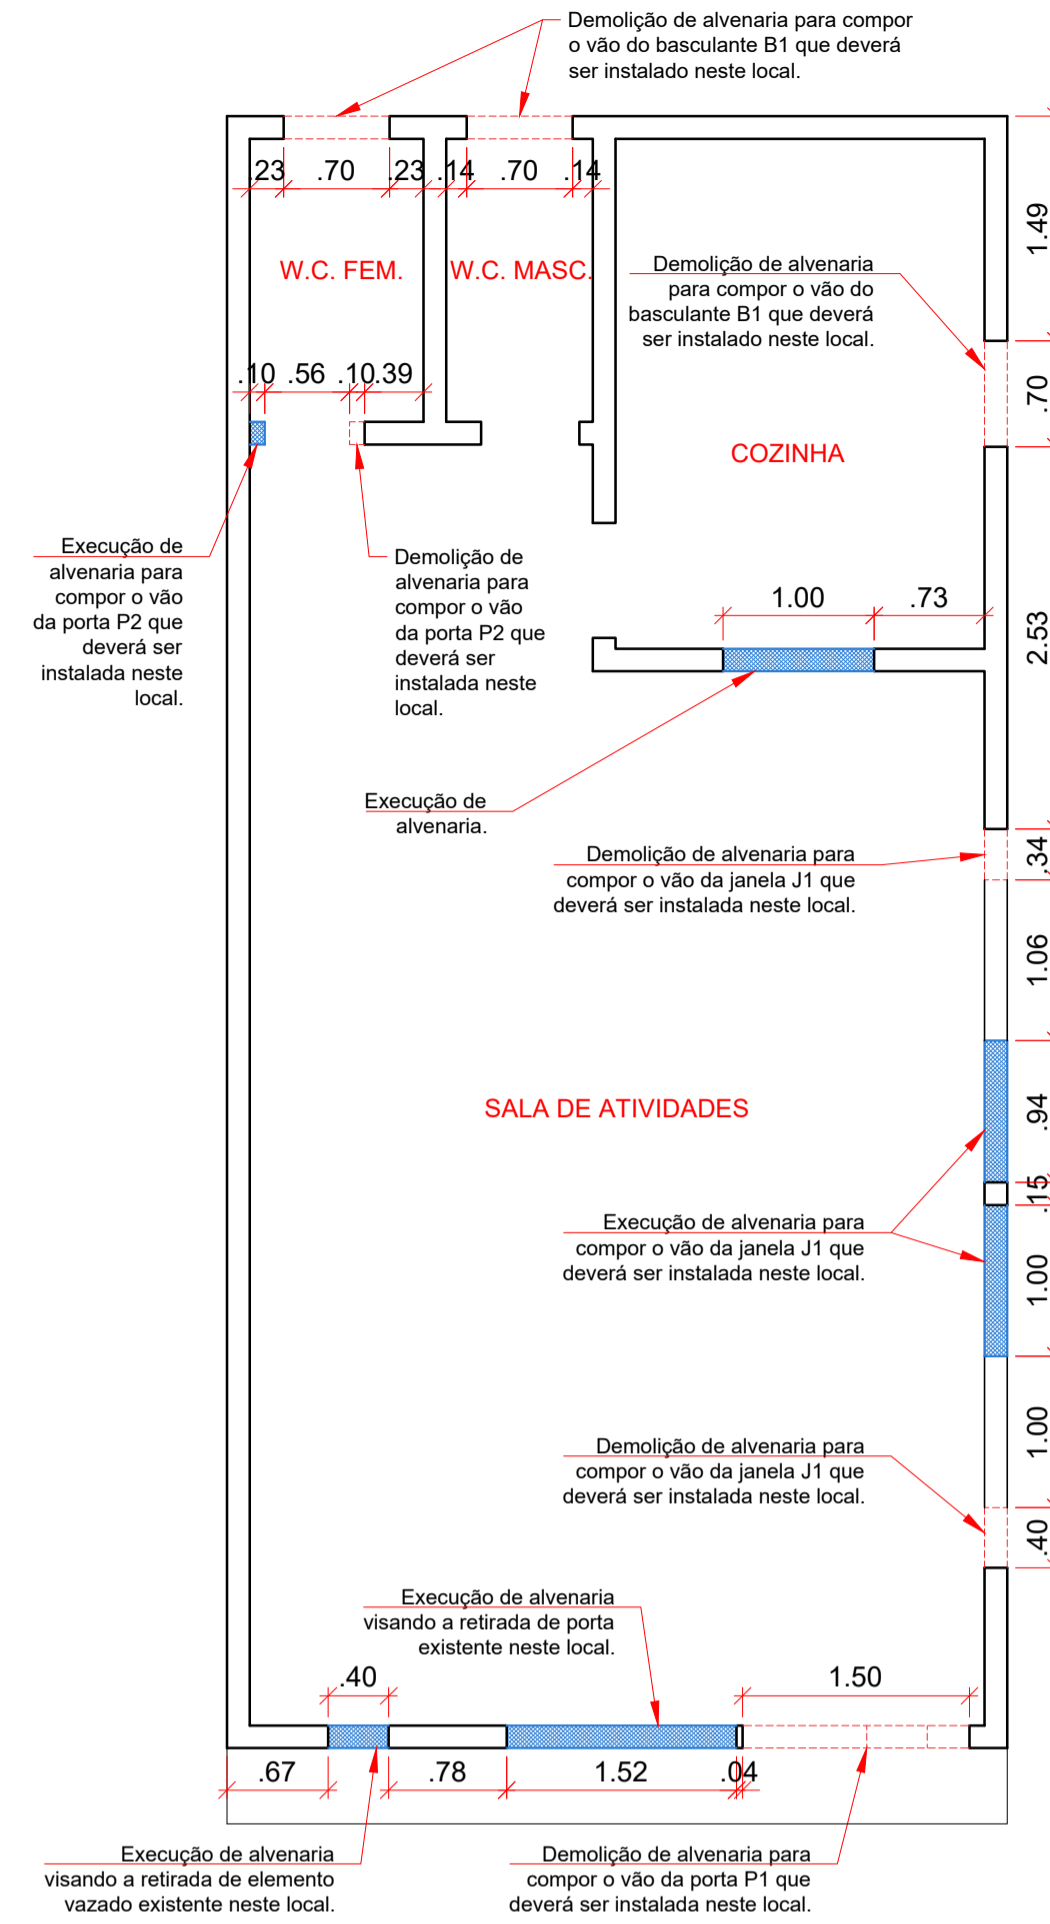 Demolição de alvenaria para compor
o vão do basculante B1 que deverá
ser instalado neste local.
.23 .70 .23 .14 .70 .14
1.49
W.C. FEM.
W.C. MASC.
Demolição de alvenaria
para compor o vão do
basculante B1 que deverá
ser instalado neste local.
.70
.10 .56 .10 .39
COZINHA
Execução de
alvenaria para
compor o vão
da porta P2 que
deverá ser
instalada neste
local.
Demolição de
alvenaria para
compor o vão
da porta P2 que
deverá ser
instalada neste
local.
1.00 .73
2.53
Execução de
alvenaria.
Demolição de alvenaria para
compor o vão da janela J1 que
deverá ser instalada neste local.
.34
1.06
SALA DE ATIVIDADES
.94
.15
Execução de alvenaria para
compor o vão da janela J1 que
deverá ser instalada neste local.
1.00
1.00
Demolição de alvenaria para
compor o vão da janela J1 que
deverá ser instalada neste local.
.40
Execução de alvenaria
visando a retirada de porta
existente neste local.
.40
1.50
.67 .78 1.52 .04
Execução de alvenaria
visando a retirada de elemento
vazado existente neste local.
Demolição de alvenaria para
compor o vão da porta P1 que
deverá ser instalada neste local.